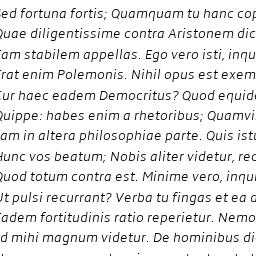 Sed fortuna fortis; Quamquam tu hanc cop
Quae diligentissime contra Aristonem dic
Tam stabilem appellas. Ego vero isti, inqu
Erat enim Polemonis. Nihil opus est exem
Cur haec eadem Democritus? Quod equide
Quippe: habes enim a rhetoribus; Quamvi
Nam in altera philosophiae parte. Quis istu
Hunc vos beatum; Nobis aliter videtur, rec
Quod totum contra est. Minime vero, inqui
Ut pulsi recurrant? Verba tu fingas et ea d
Eadem fortitudinis ratio reperietur. Nemo
d mihi magnum videtur. De hominibus di